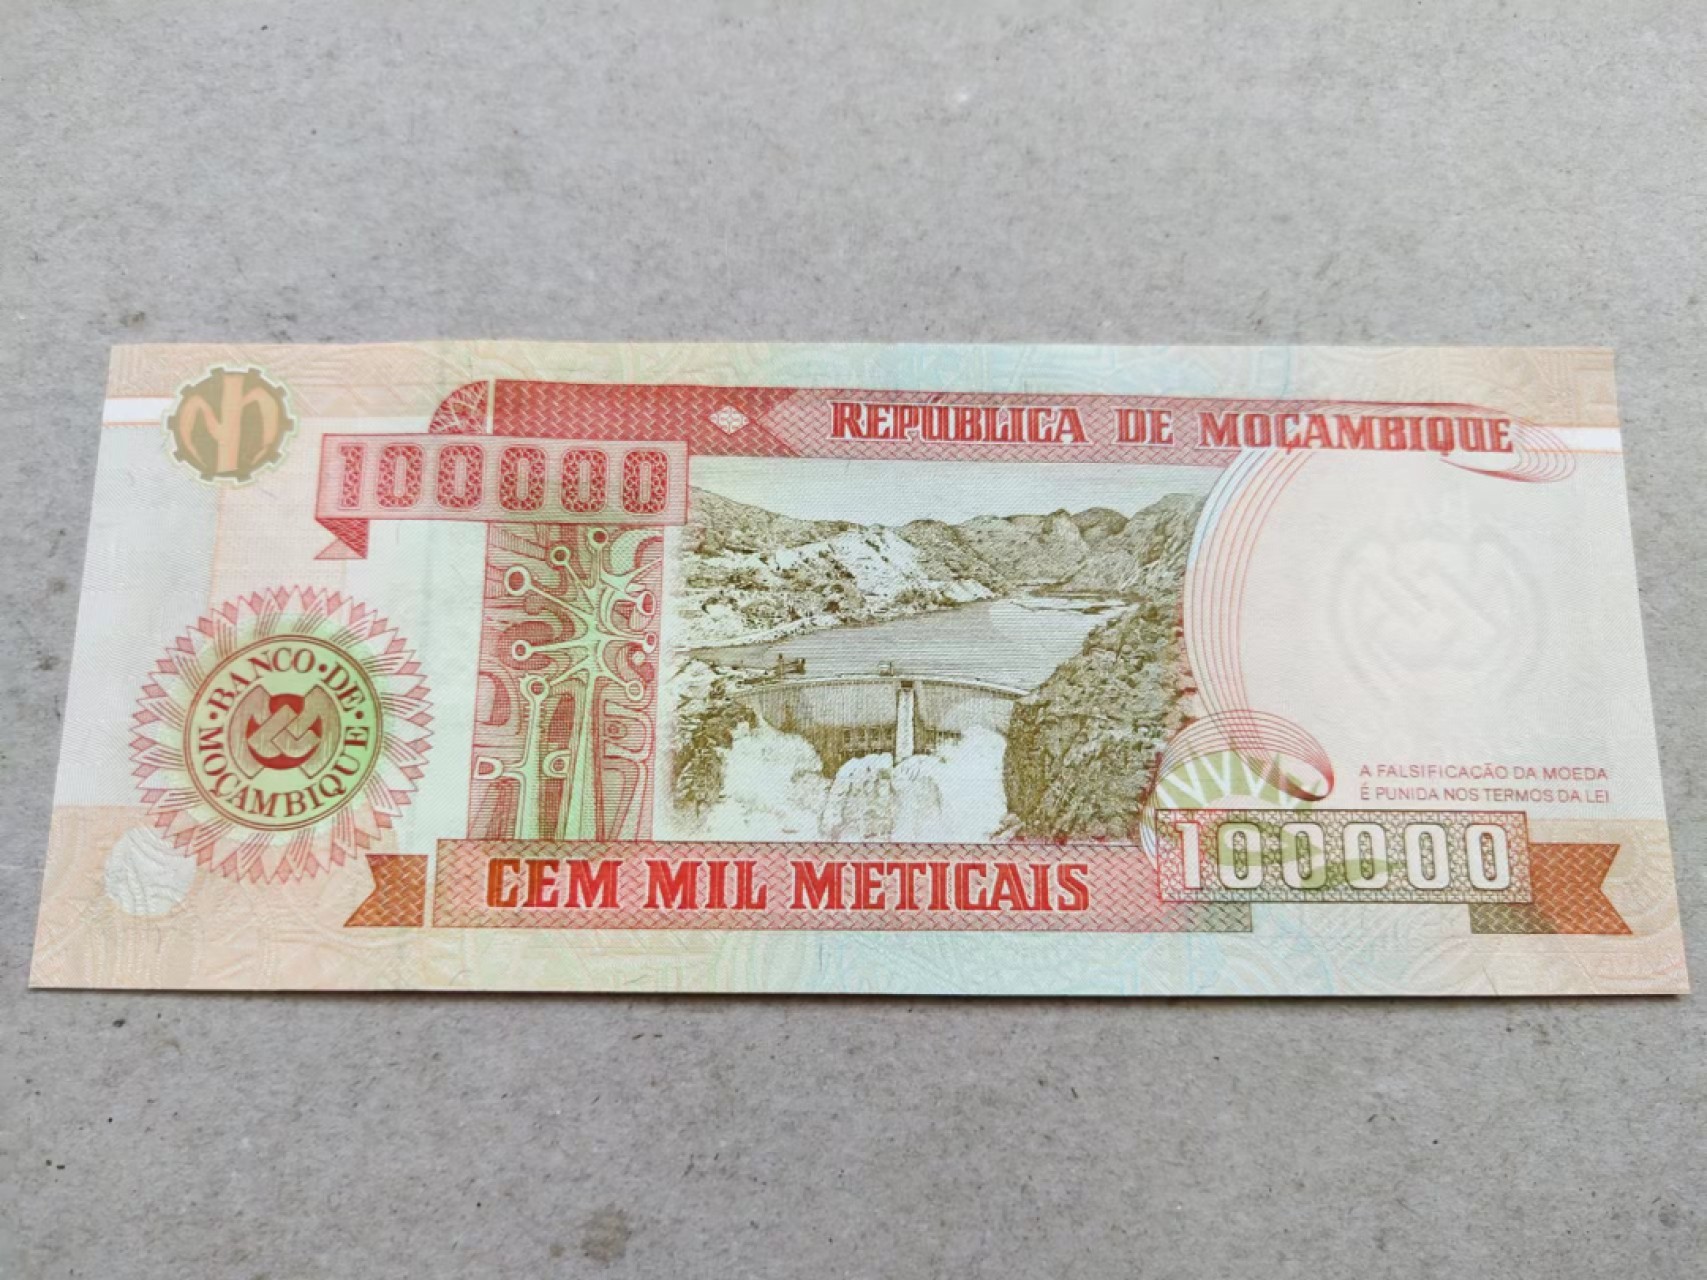 REPÚBLICA DE MOÇAMBIQUE
100000
BANCO DE MOÇAMBIQUE
A FALSIFICAÇÃO DA MOEDA
É PUNIDA NOS TERMOS DA LEI
100000
CEM MIL METICAIS